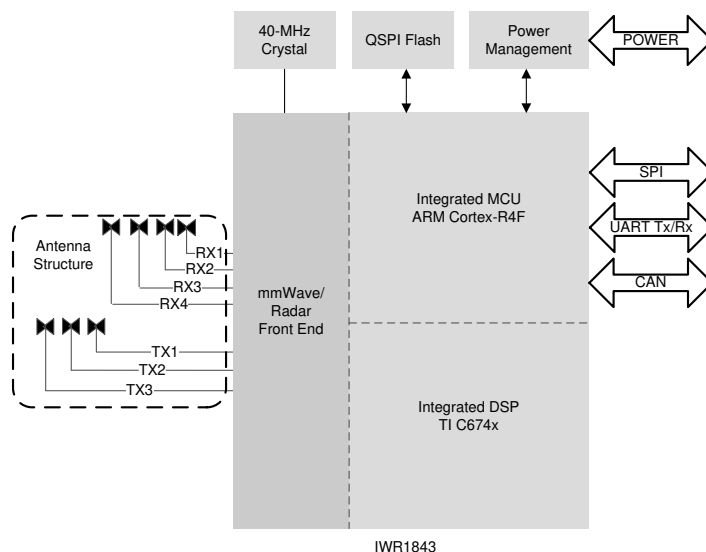 40-MHz
Crystal
QSPI Flash
Power
Management
POWER
Integrated MCU
ARM Cortex-R4F
SPI
UART Tx/Rx
CAN
Antenna
Structure
RX1
RX2
RX3
RX4
mmWave/
Radar
Front End
TX1
TX2
TX3
Integrated DSP
TI C674x
IWR1843